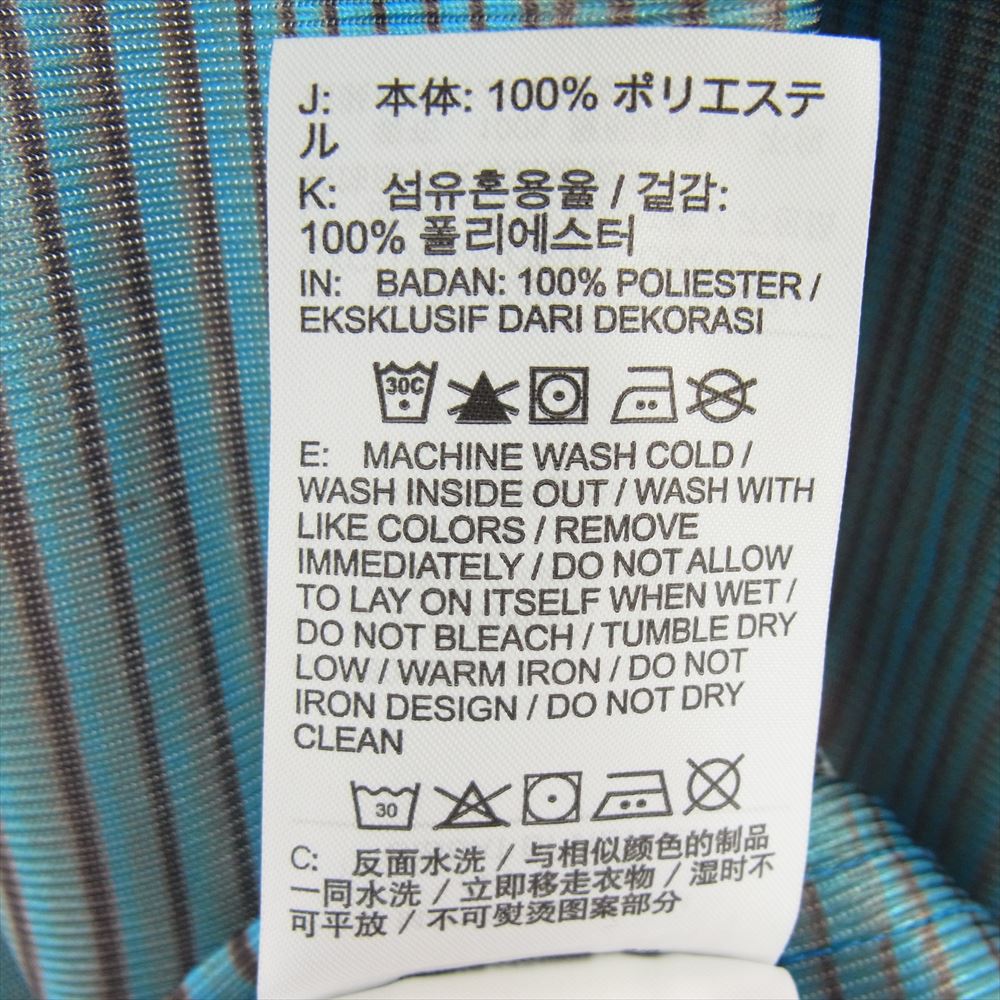 J: 本体: 100% ポリエステ
ル
K: 섬유혼용율 / 겉감:
100% 폴리에스터
IN: BADAN: 100% POLIESTER /
EKSKLUSIF DARI DEKORASI
30C
E: MACHINE WASH COLD /
WASH INSIDE OUT / WASH WITH
LIKE COLORS / REMOVE
IMMEDIATELY / DO NOT ALLOW
TO LAY ON ITSELF WHEN WET /
DO NOT BLEACH / TUMBLE DRY
LOW / WARM IRON / DO NOT
IRON DESIGN / DO NOT DRY
CLEAN
30
C: 反面水洗 / 与相似颜色的制品
一同水洗 / 立即移走衣物 / 湿时不
可平放 / 不可熨烫图案部分